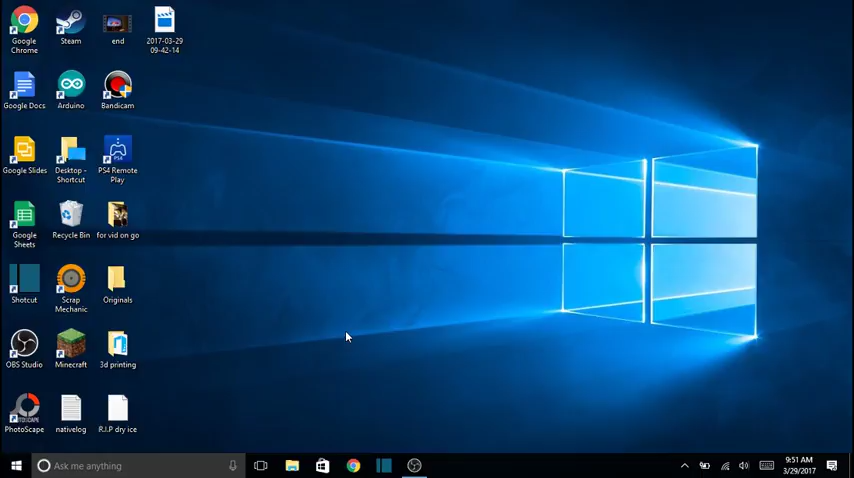 Google
Chrome
Steam
end
2017-03-29
09-42-14
Google Docs
Arduino
Bandicam
Google Slides
Desktop -
Shortcut
PS4 Remote
Play
Google
Sheets
Recycle Bin
for vid on go
Shotcut
Scrap
Mechanic
Originals
OBS Studio
Minecraft
3d printing
PhotoScape
nativelog
R.I.P dry ice
Ask me anything
9:51 AM
3/29/2017